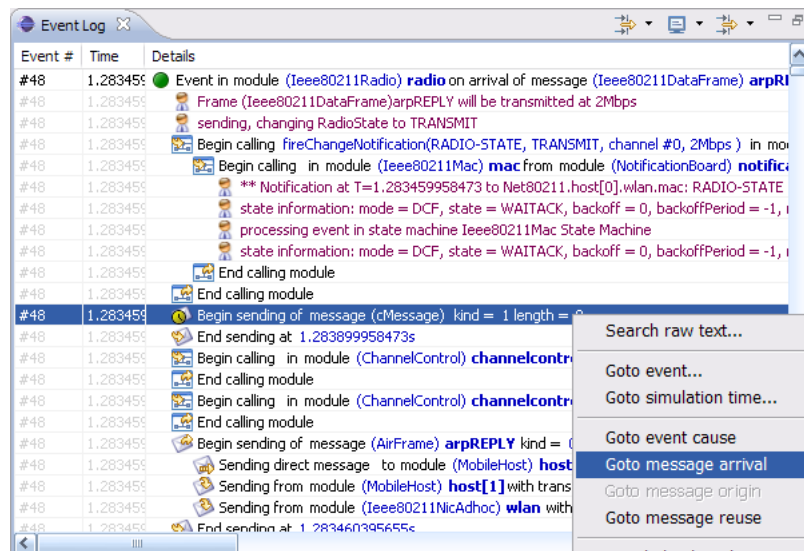 Event Log
Event # Time Details
#48 1.283459 Event in module (Ieee80211Radio) radio on arrival of message (Ieee80211DataFrame)
#48 1.283459 Frame (Ieee80211DataFrame)arpREPLY will be transmitted at 2Mbps
#48 1.283459 sending, changing RadioState to TRANSMIT
#48 1.283459 Begin calling fireChangeNotification(RADIO-STATE, TRANSMIT, channel #0, 2Mbps ) in
#48 1.283459 Begin calling in module (Ieee80211Mac) mac from module (NotificationBoard)
#48 1.283459 ** Notification at T=1.283459958473 to Net80211.host[0].wlan.mac: RADIO-STATE
#48 1.283459 state information: mode = DCF, state = WAITACK, backoff = 0, backoffPeriod = -1,
#48 1.283459 processing event in state machine Ieee80211Mac State Machine
#48 1.283459 state information: mode = DCF, state = WAITACK, backoff = 0, backoffPeriod = -1,
#48 1.283459 End calling module
#48 1.283459 End calling module
#48 1.283459 Begin sending of message (cMessage) kind = 1 length =
#48 1.283459 End sending at 1.283899958473s
#48 1.283459 Begin calling in module (ChannelControl) channelcontr
#48 1.283459 End calling module
#48 1.283459 Begin calling in module (ChannelControl) channelcontr
#48 1.283459 End calling module
#48 1.283459 Begin sending of message (AirFrame) arpREPLY kind =
#48 1.283459 Sending direct message to module (MobileHost) host
#48 1.283459 Sending from module (MobileHost) host[1] with trans
#48 1.283459 Sending from module (Ieee80211NicAdhoc) wlan with
#48 1.283459 End sending at 1.283460395655s
Search raw text...
Goto event...
Goto simulation time...
Goto event cause
Goto message arrival
Goto message origin
Goto message reuse